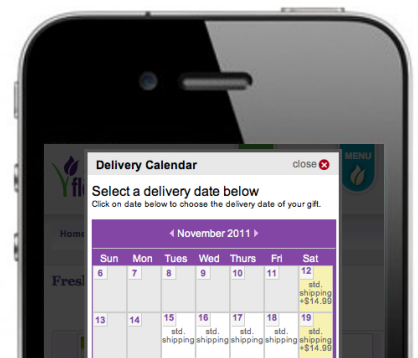 MENU
Delivery Calendar close
Select a delivery date below
Click on date below to choose the delivery date of your gift.
Home
November 2011
Sun Mon Tues Wed Thurs Fri Sat
6 7 8 9 10 11 12
std.
shipping
+$14.99
13 14 15 16 17 18 19
std. std. std. std. std.
shipping shipping shipping shipping shipping
+$14.99